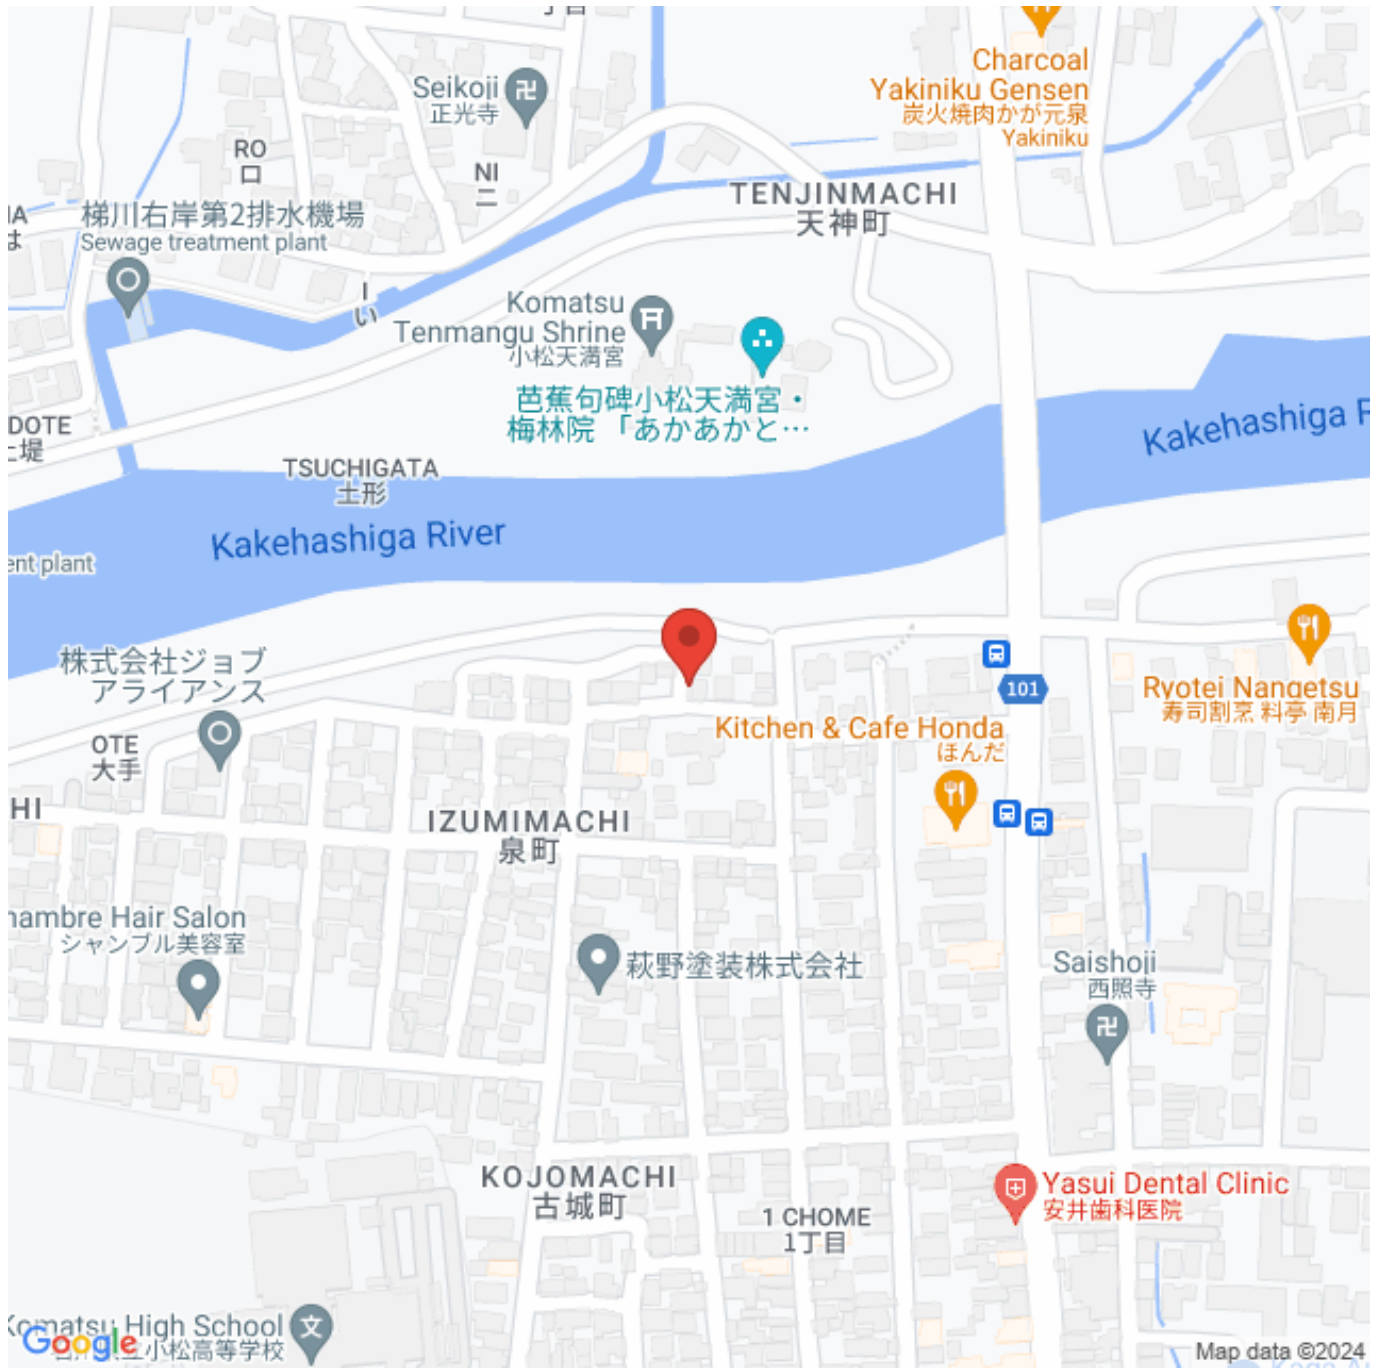 丁目
Charcoal
Yakiniku Gensen
炭火焼肉かが元泉
Yakiniku
Seikoji
正光寺
RO
ロ
NI
ニ
TENJINMACHI
天神町
は
梯川右岸第2排水機場
Sewage treatment plant
I
い
Komatsu
Tenmangu Shrine
小松天満宮
芭蕉句碑小松天満宮・
梅林院 「あかあかと…
Kakehashiga
DOTE
TSUCHIGATA
土形
Kakehashiga River
plant
株式会社ジョブ
アライアンス
OTE
大手
101
Ryotei Nangetsu
寿司割烹 料亭 南月
Kitchen & Cafe Honda
ほんだ
HI
IZUMIMACHI
泉町
Hair Salon
シャンブル美容室
萩野塗装株式会社
Saishoji
西照寺
KOJOMACHI
古城町
1 CHOME
1丁目
Yasui Dental Clinic
安井歯科医院
Komatsu High School
小松高等学校
Google
Map data ©2024